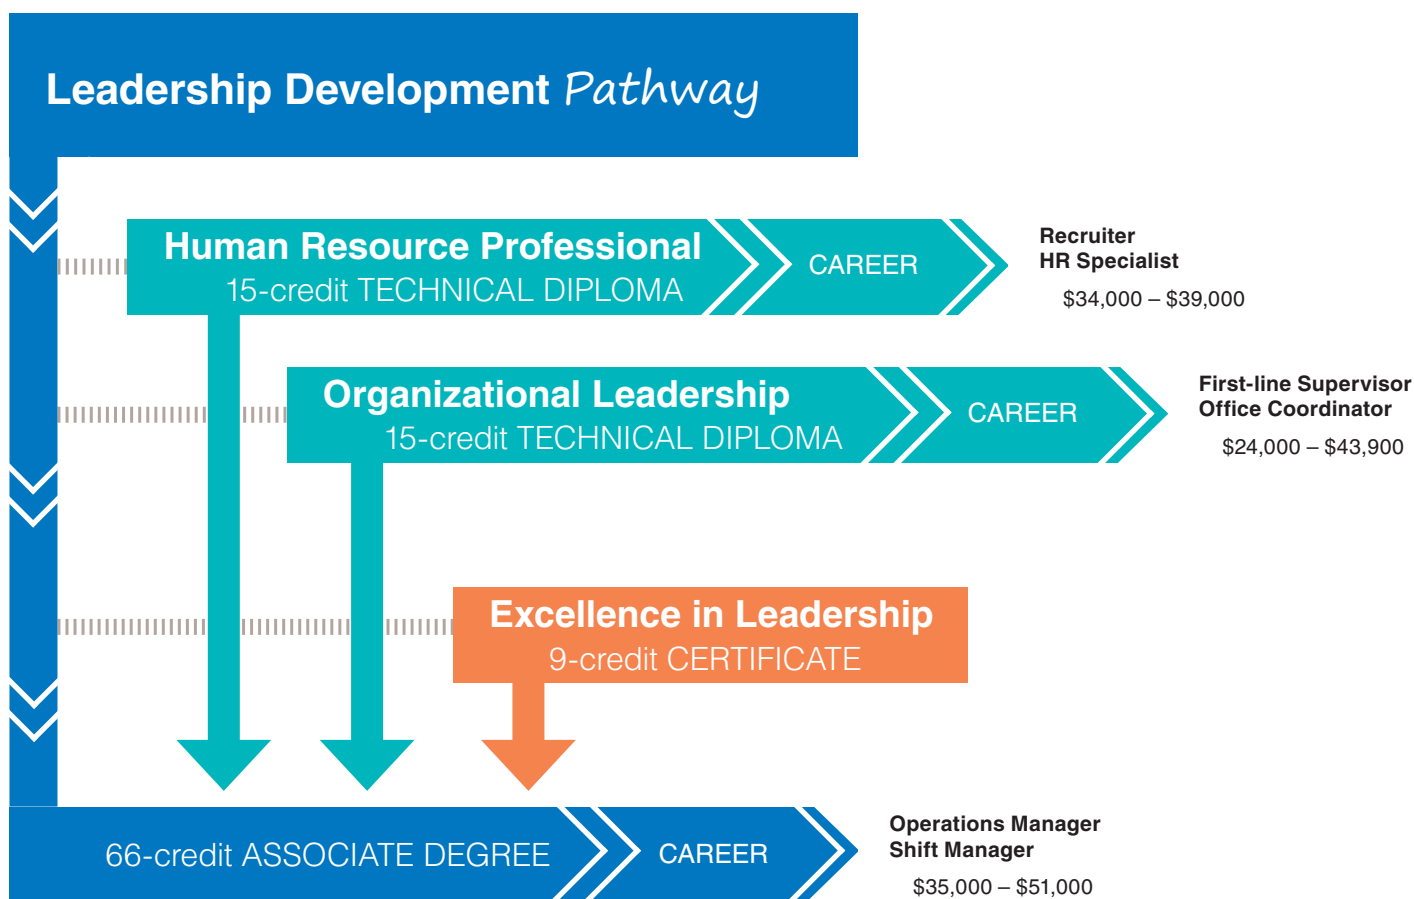 Leadership Development Pathway
Human Resource Professional
15-credit TECHNICAL DIPLOMA
CAREER
Recruiter
HR Specialist
$34,000 – $39,000
Organizational Leadership
15-credit TECHNICAL DIPLOMA
CAREER
First-line Supervisor
Office Coordinator
$24,000 – $43,900
Excellence in Leadership
9-credit CERTIFICATE
66-credit ASSOCIATE DEGREE
CAREER
Operations Manager
Shift Manager
$35,000 – $51,000